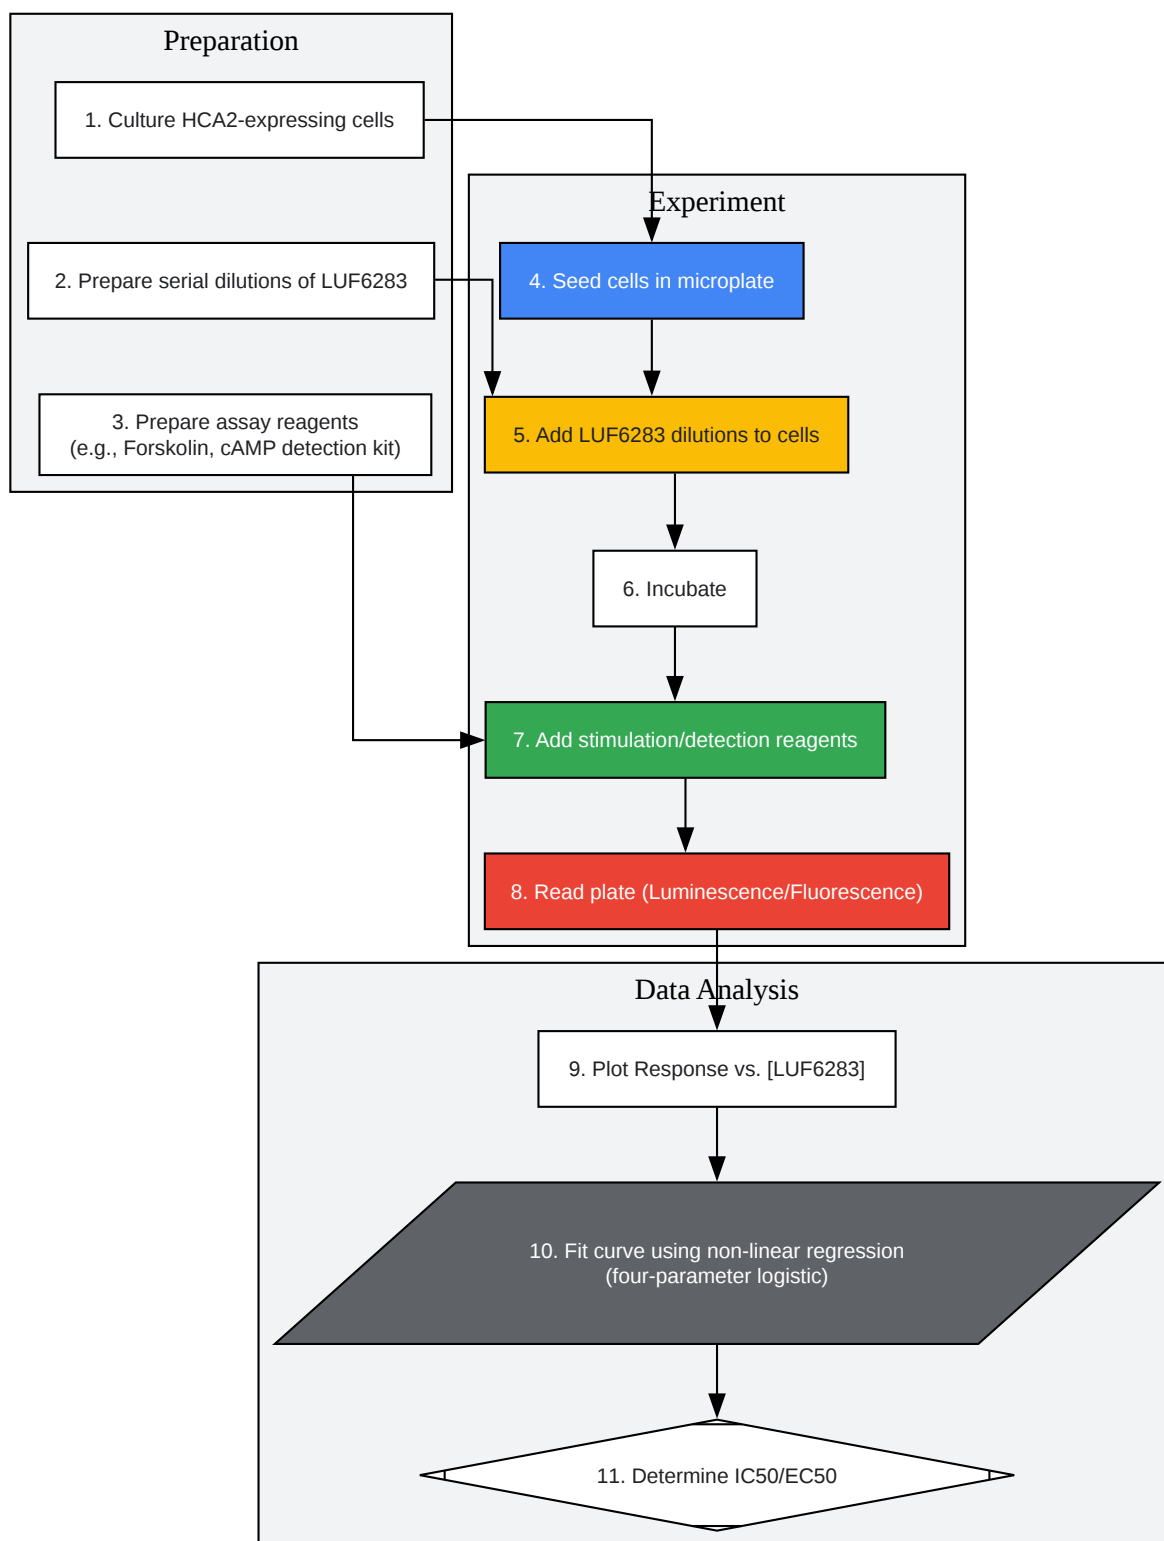 Preparation
1. Culture HCA2-expressing cells
2. Prepare serial dilutions of LUF6283
3. Prepare assay reagents
(e.g., Forskolin, cAMP detection kit)
Experiment
4. Seed cells in microplate
5. Add LUF6283 dilutions to cells
6. Incubate
7. Add stimulation/detection reagents
8. Read plate (Luminescence/Fluorescence)
Data Analysis
9. Plot Response vs. [LUF6283]
10. Fit curve using non-linear regression
(four-parameter logistic)
11. Determine IC50/EC50